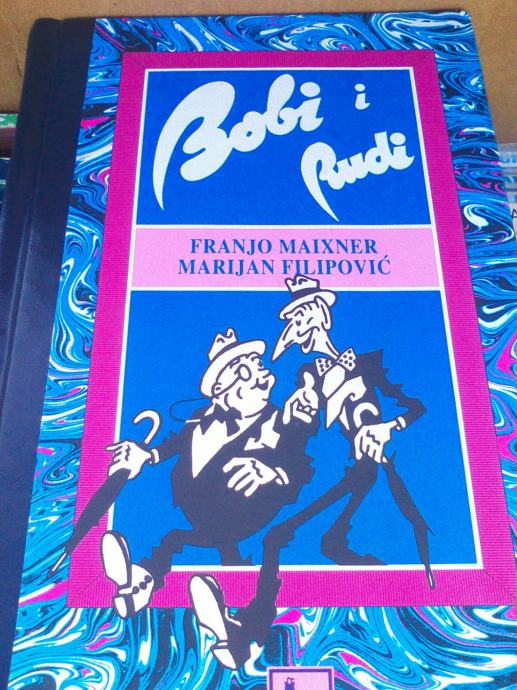 Bobi i
Rudi
FRANJO MAIXNER
MARIJAN FILIPOVIĆ